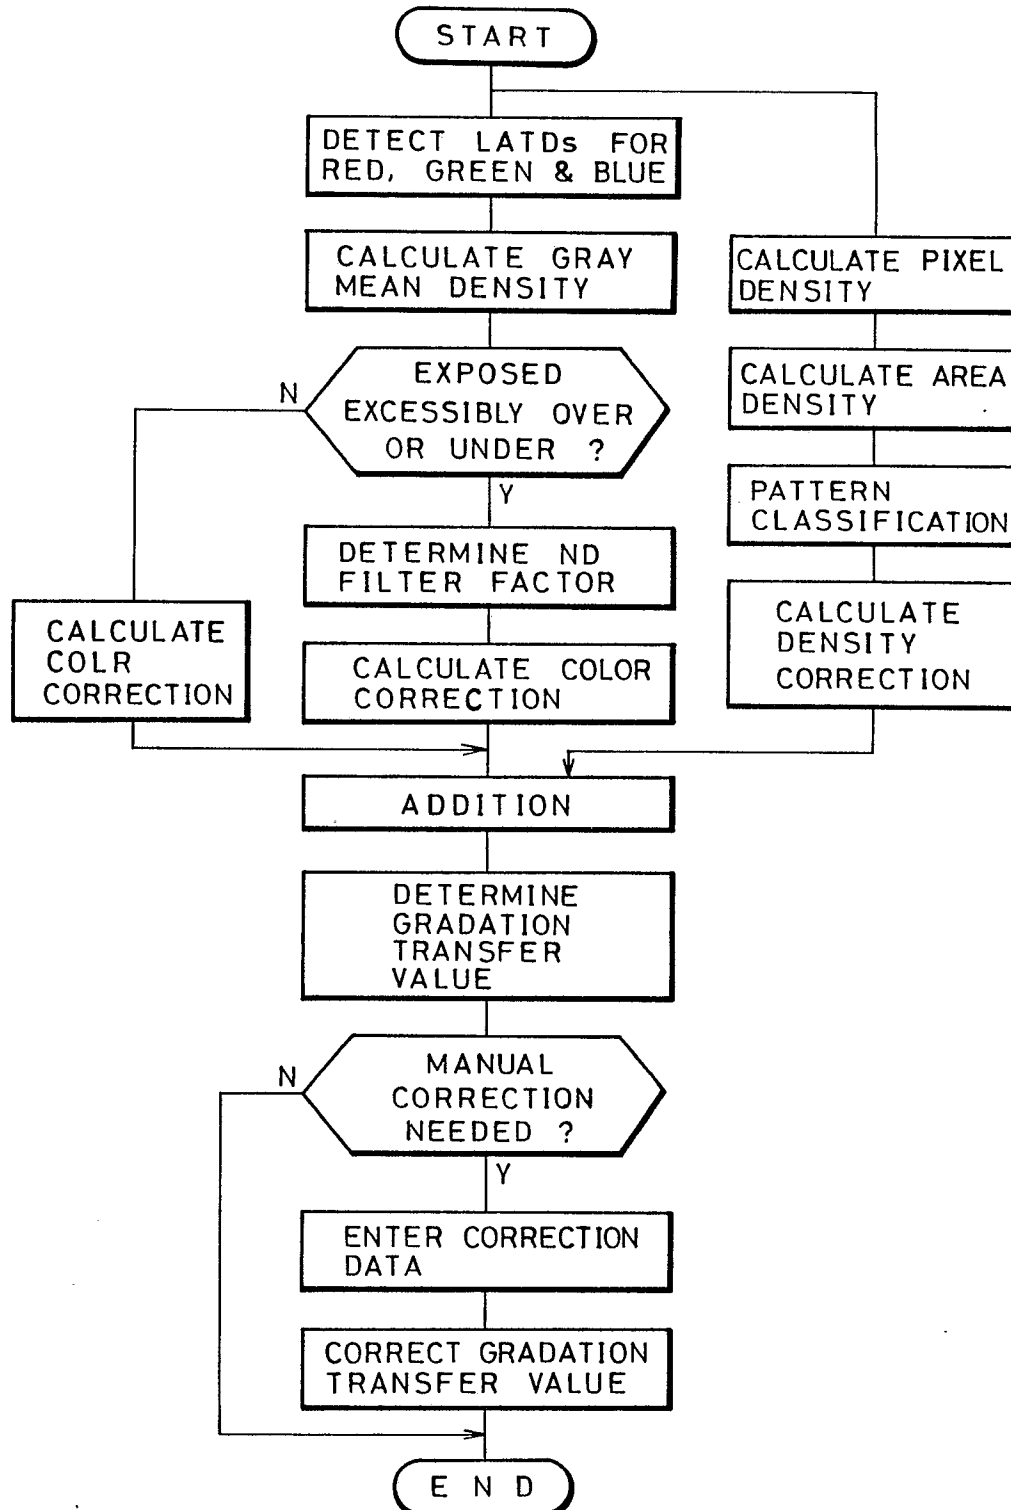 START
DETECT LATDs FOR
RED, GREEN & BLUE
CALCULATE GRAY
MEAN DENSITY
CALCULATE PIXEL
DENSITY
N
EXPOSED
EXCESSIBLY OVER
OR UNDER ?
Y
CALCULATE AREA
DENSITY
PATTERN
CLASSIFICATION
DETERMINE ND
FILTER FACTOR
CALCULATE
COLR
CORRECTION
CALCULATE COLOR
CORRECTION
CALCULATE
DENSITY
CORRECTION
ADDITION
DETERMINE
GRADATION
TRANSFER
VALUE
N
MANUAL
CORRECTION
NEEDED ?
Y
ENTER CORRECTION
DATA
CORRECT GRADATION
TRANSFER VALUE
END